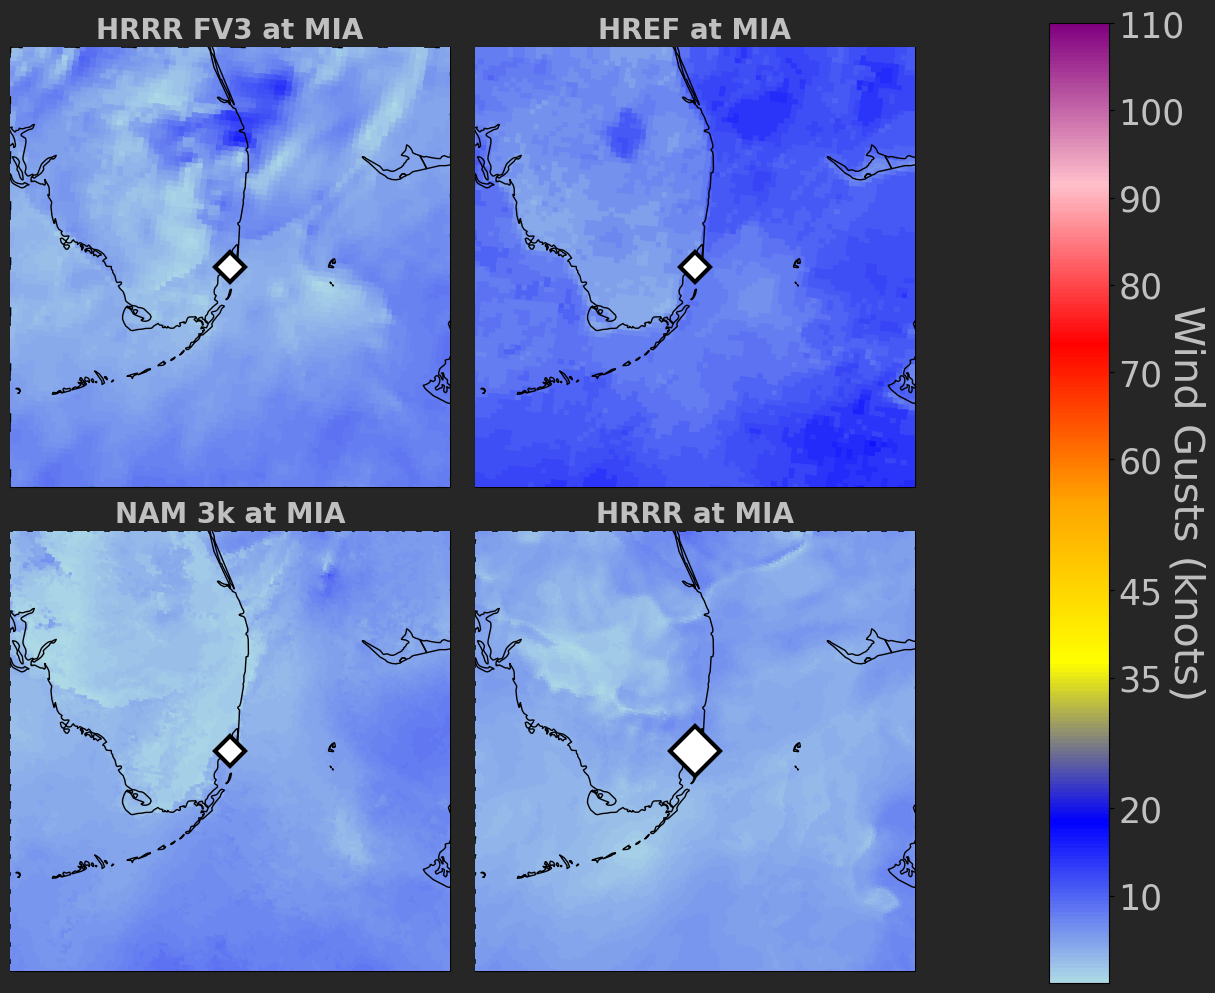 HRRR FV3 at MIA
HREF at MIA
NAM 3k at MIA
HRRR at MIA
110
100
90
80
70
60
45
35
20
10
Wind Gusts (knots)